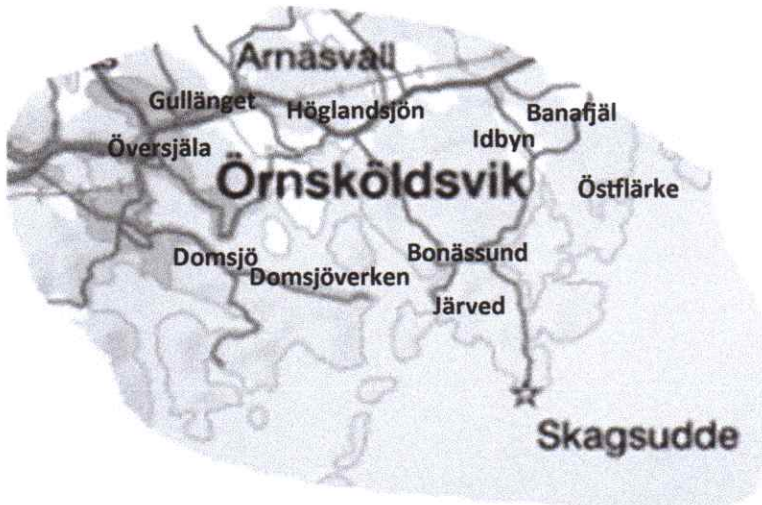 Arnäsvall
Gullänget
Höglandsjön
Banafjäl
Idbyn
Översjäla
Örnsköldsvik
Östflärke
Domsjö
Domsjöverken
Bonässund
Järved
Skagsudde